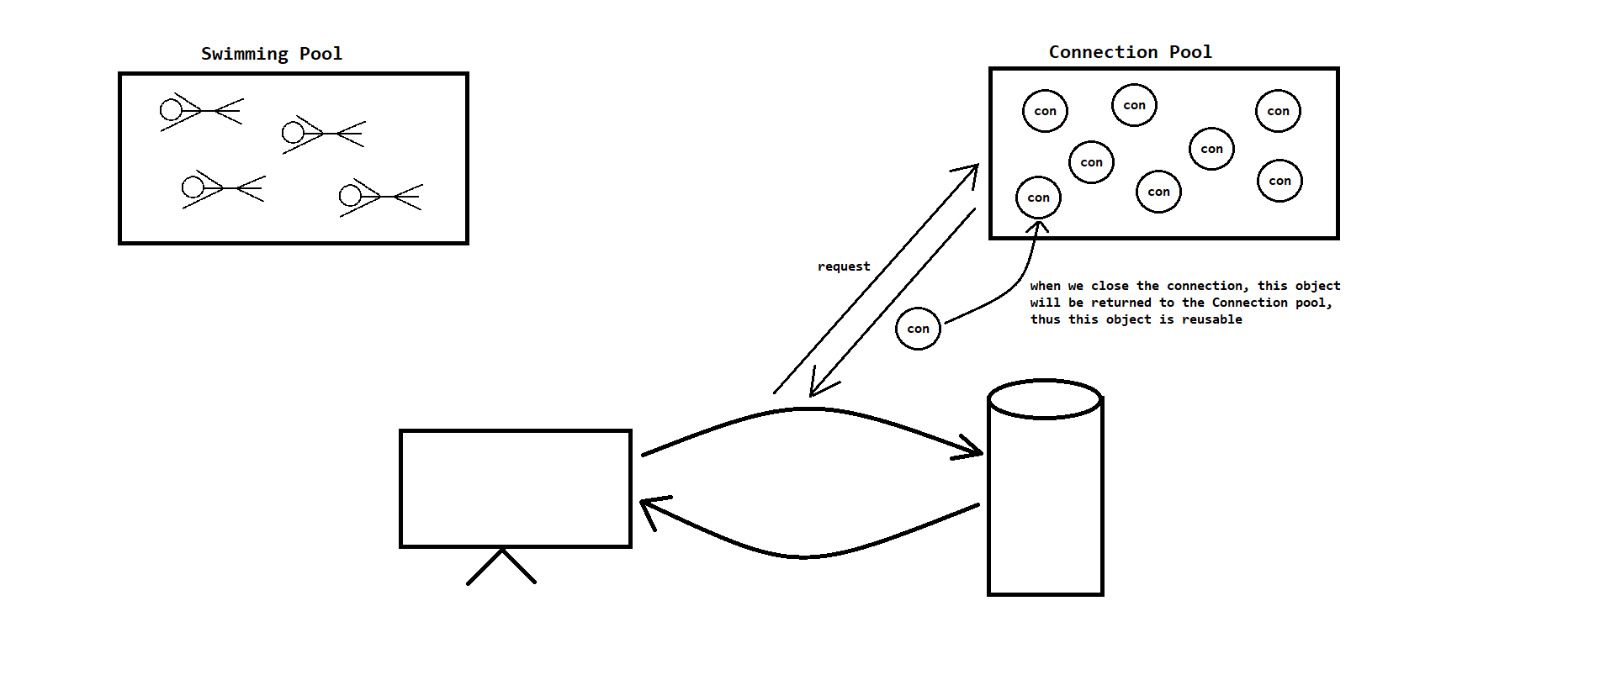 Swimming Pool
Connection Pool
con
con
con
con
con
con
con
con
request
when we close the connection, this object
will be returned to the Connection pool,
thus this object is reusable
con